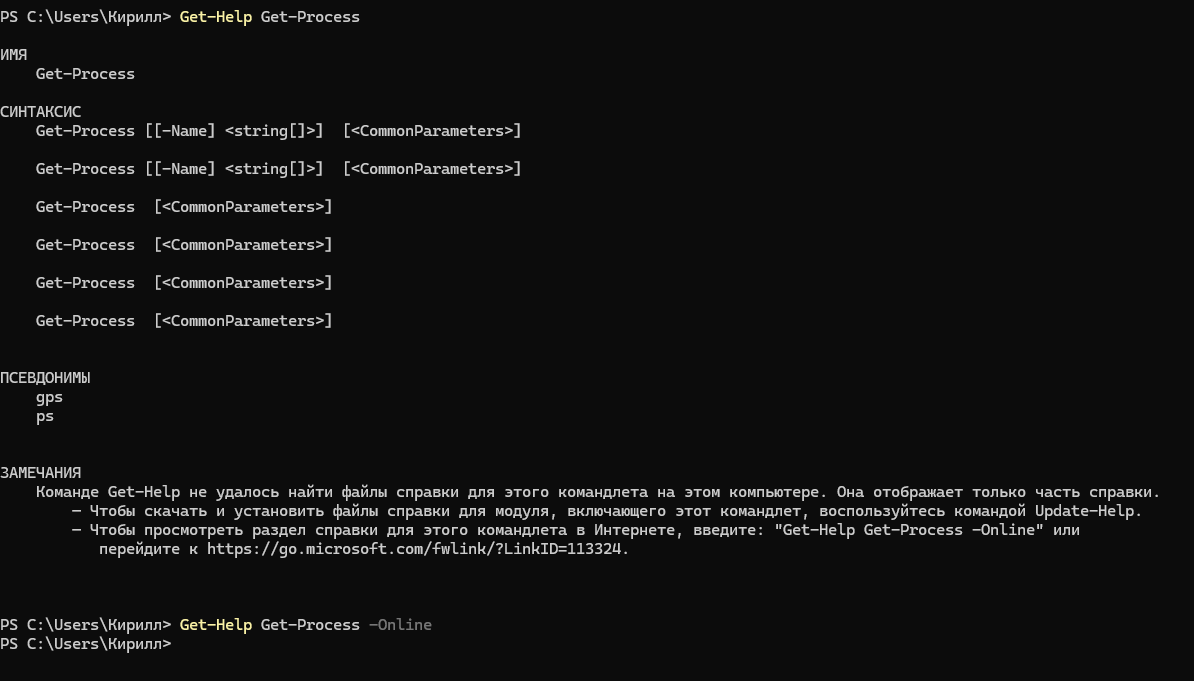 PS C:\Users\Кирилл> Get-Help Get-Process
ИМЯ
Get-Process
СИНТАКСИС
Get-Process [[-Name] <string[]>]  [<CommonParameters>]
Get-Process [[-Name] <string[]>]  [<CommonParameters>]
Get-Process  [<CommonParameters>]
Get-Process  [<CommonParameters>]
Get-Process  [<CommonParameters>]
Get-Process  [<CommonParameters>]
ПСЕВДОНИМЫ
gps
ps
ЗАМЕЧАНИЯ
Команде Get-Help не удалось найти файлы справки для этого командлета на этом компьютере. Она отображает только часть справки.
- Чтобы скачать и установить файлы справки для модуля, включающего этот командлет, воспользуйтесь командой Update-Help.
- Чтобы просмотреть раздел справки для этого командлета в Интернете, введите: "Get-Help Get-Process -Online" или
перейдите к https://go.microsoft.com/fwlink/?LinkID=113324.
PS C:\Users\Кирилл> Get-Help Get-Process -Online
PS C:\Users\Кирилл>